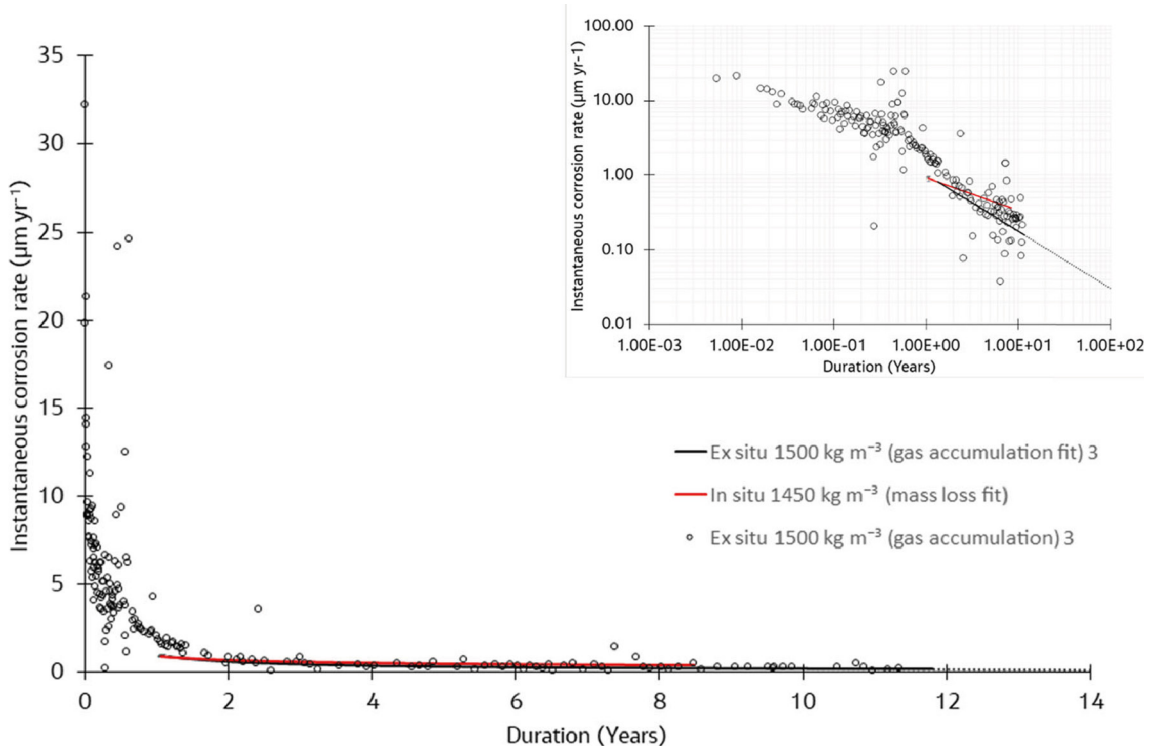 100.00
10.00
1.00
0.10
0.01
Instantaneous corrosion rate (µm yr-1)
1.00E-03 1.00E-02 1.00E-01 1.00E+00 1.00E+01 1.00E+02
Duration (Years)
35
30
25
20
15
10
5
0
Instantaneous corrosion rate (µm yr⁻¹)
Ex situ 1500 kg m⁻³ (gas accumulation fit) 3
In situ 1450 kg m⁻³ (mass loss fit)
Ex situ 1500 kg m⁻³ (gas accumulation) 3
0 2 4 6 8 10 12 14
Duration (Years)